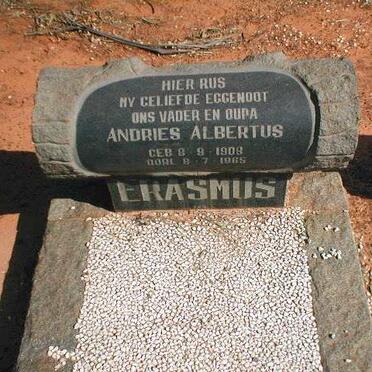 HIER RUS
MY GELIEFDE EGGENOOT
ONS VADER EN OUPA
ANDRIES ALBERTUS
GEB 8-9-1909
OORL 8-7-1965
ERASMUS